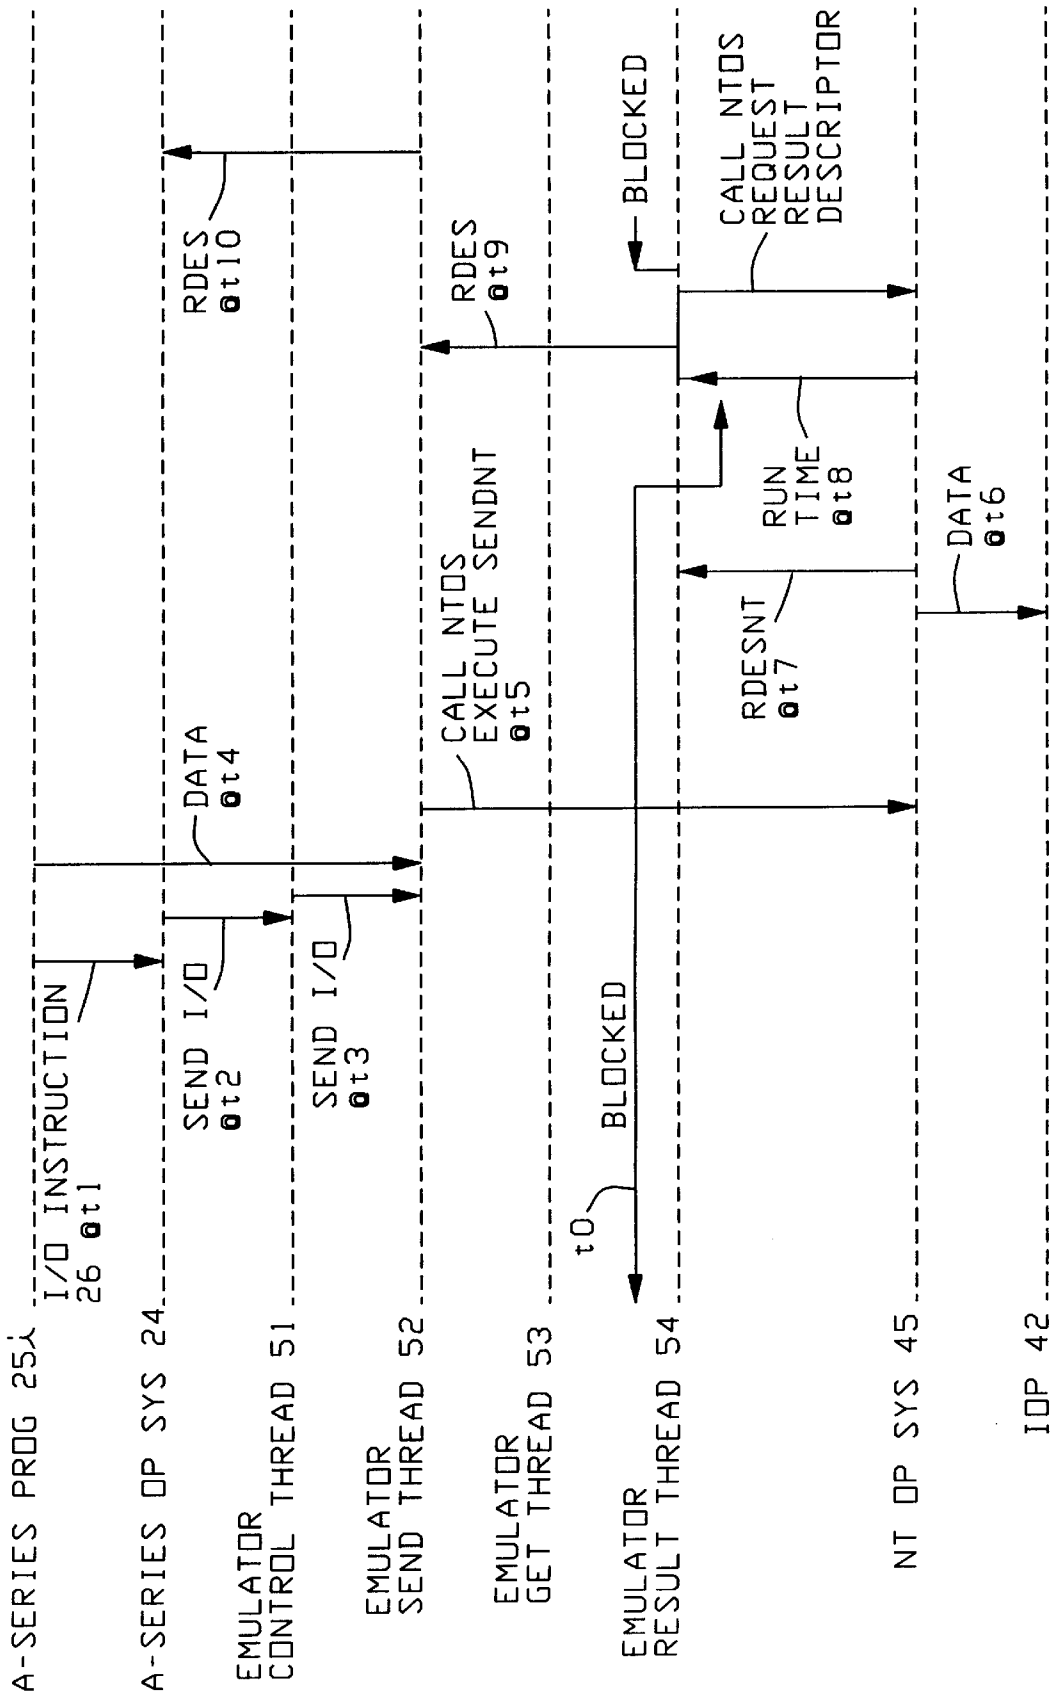 A-SERIES PROG 25i
I/O INSTRUCTION
26 @t1
A-SERIES OP SYS 24
SEND I/O
@t2
DATA
@t4
RDES
@t10
EMULATOR
CONTROL THREAD 51
SEND I/O
@t3
EMULATOR
SEND THREAD 52
CALL NTOS
EXECUTE SENDNT
@t5
RDES
@t9
EMULATOR
GET THREAD 53
t0
BLOCKED
BLOCKED
EMULATOR
RESULT THREAD 54
RDESNT
@t7
RUN
TIME
@t8
CALL NTOS
REQUEST
RESULT
DESCRIPTOR
NT OP SYS 45
DATA
@t6
IOP 42